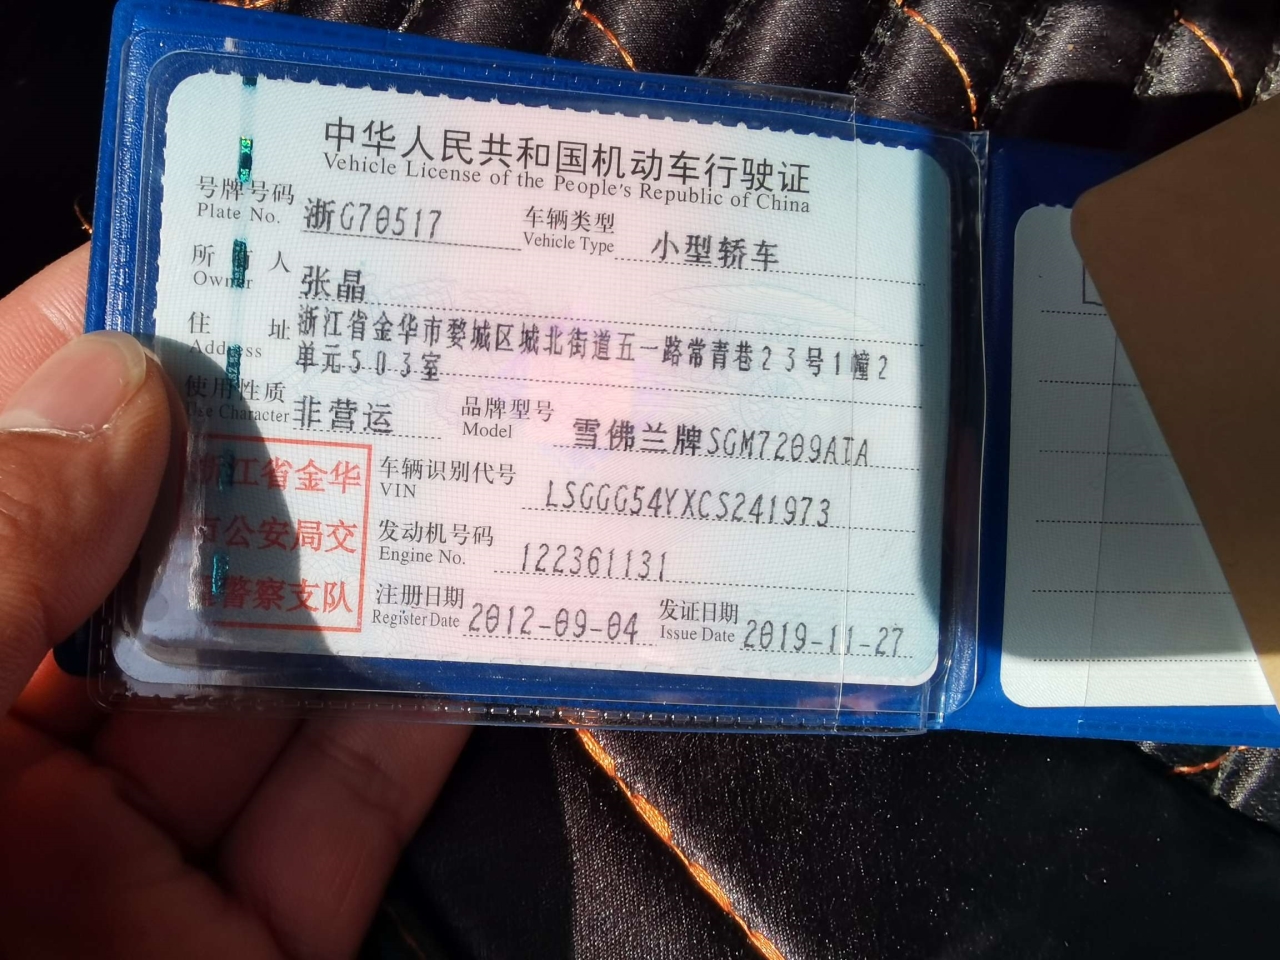 中华人民共和国机动车行驶证
Vehicle License of the People's Republic of China
号牌号码 浙G70517 车辆类型 小型轿车
Plate No. Vehicle Type
所有人 张晶
Owner
住址 浙江省金华市婺城区城北街道五一路常青巷23号1幢2
Address 单元503室
使用性质 非营运 品牌型号 雪佛兰牌SGM7209ATA
Use Character Model
浙江省金华
市公安局交
警察支队
车辆识别代号 LSGGG54YXCS241973
VIN
发动机号码 122361131
Engine No.
注册日期 2012-09-04 发证日期 2019-11-27
Register Date Issue Date